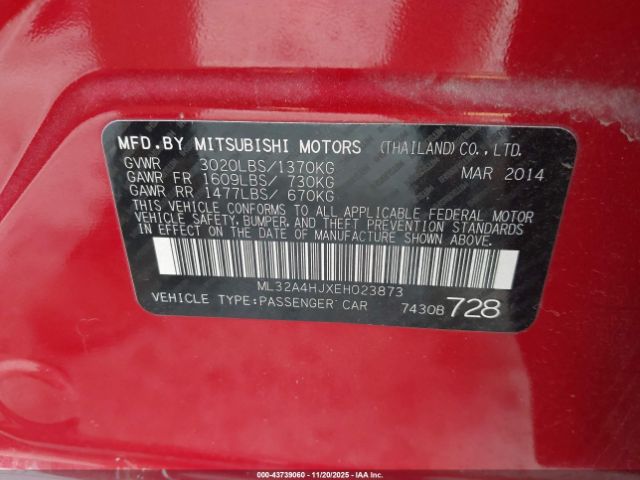 MFD.BY MITSUBISHI MOTORS (THAILAND) CO., LTD.
GVWR 3020LBS/1370KG MAR 2014
GAWR FR 1609LBS/ 730KG
GAWR RR 1477LBS/ 670KG
THIS VEHICLE CONFORMS TO ALL APPLICABLE FEDERAL MOTOR
VEHICLE SAFETY, BUMPER, AND THEFT PREVENTION STANDARDS
IN EFFECT ON THE DATE OF MANUFACTURE SHOWN ABOVE.
ML32A4HJXEH023873
VEHICLE TYPE:PASSENGER CAR 7430B 728
000-43739060 - 11/20/2025 - IAA Inc.